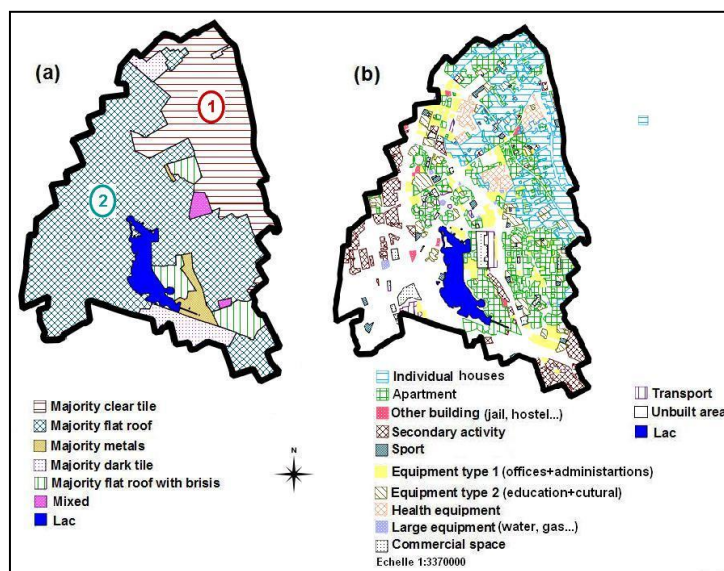 (a)
1
2
Majority clear tile
Majority flat roof
Majority metals
Majority dark tile
Majority flat roof with brisis
Mixed
Lac
N
(b)
Individual houses
Apartment
Other building (jail, hostel...)
Secondary activity
Sport
Equipment type 1 (offices+administartions)
Equipment type 2 (education+cutural)
Health equipment
Large equipment (water, gas...)
Commercial space
Echelle 1:3370000
Transport
Unbuilt area
Lac